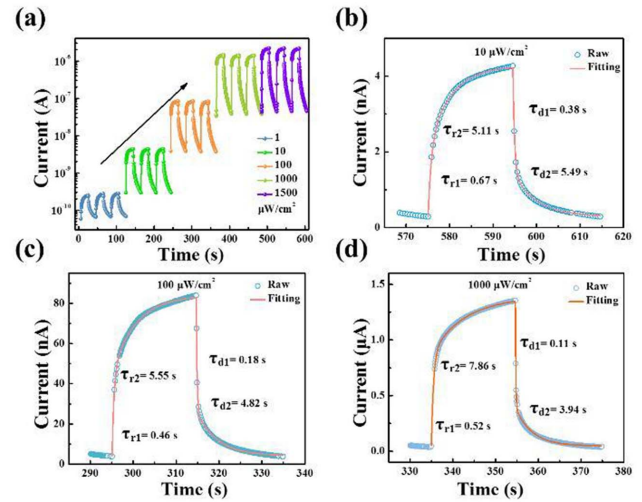 (a)
Current (A)
10⁻⁶
10⁻⁷
10⁻⁸
10⁻⁹
10⁻¹⁰
1
10
100
1000
1500
μW/cm²
0 100 200 300 400 500 600
Time (s)
(b)
Current (nA)
4
2
0
10 μW/cm²
Raw
Fitting
τr2= 5.11 s
τr1= 0.67 s
τd1= 0.38 s
τd2= 5.49 s
570 580 590 600 610 620
Time (s)
(c)
Current (nA)
80
60
40
20
0
100 μW/cm²
Raw
Fitting
τr2= 5.55 s
τr1= 0.46 s
τd1= 0.18 s
τd2= 4.82 s
290 300 310 320 330 340
Time (s)
(d)
Current (μA)
1.5
1.0
0.5
0.0
1000 μW/cm²
Raw
Fitting
τr2= 7.86 s
τr1= 0.52 s
τd1= 0.11 s
τd2= 3.94 s
330 340 350 360 370 380
Time (s)